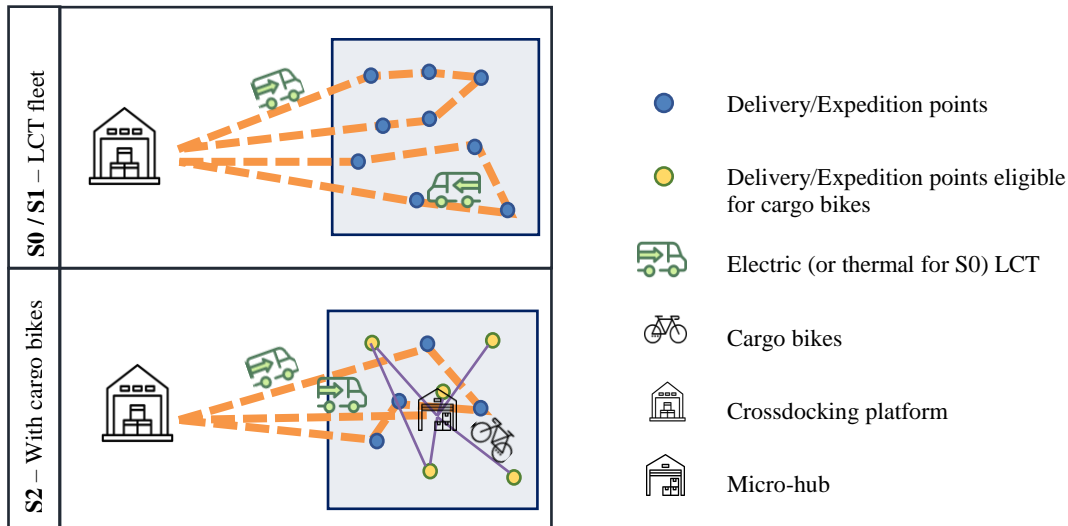 S0 / S1 – LCT fleet
S2 – With cargo bikes
Delivery/Expedition points
Delivery/Expedition points eligible
for cargo bikes
Electric (or thermal for S0) LCT
Cargo bikes
Crossdocking platform
Micro-hub